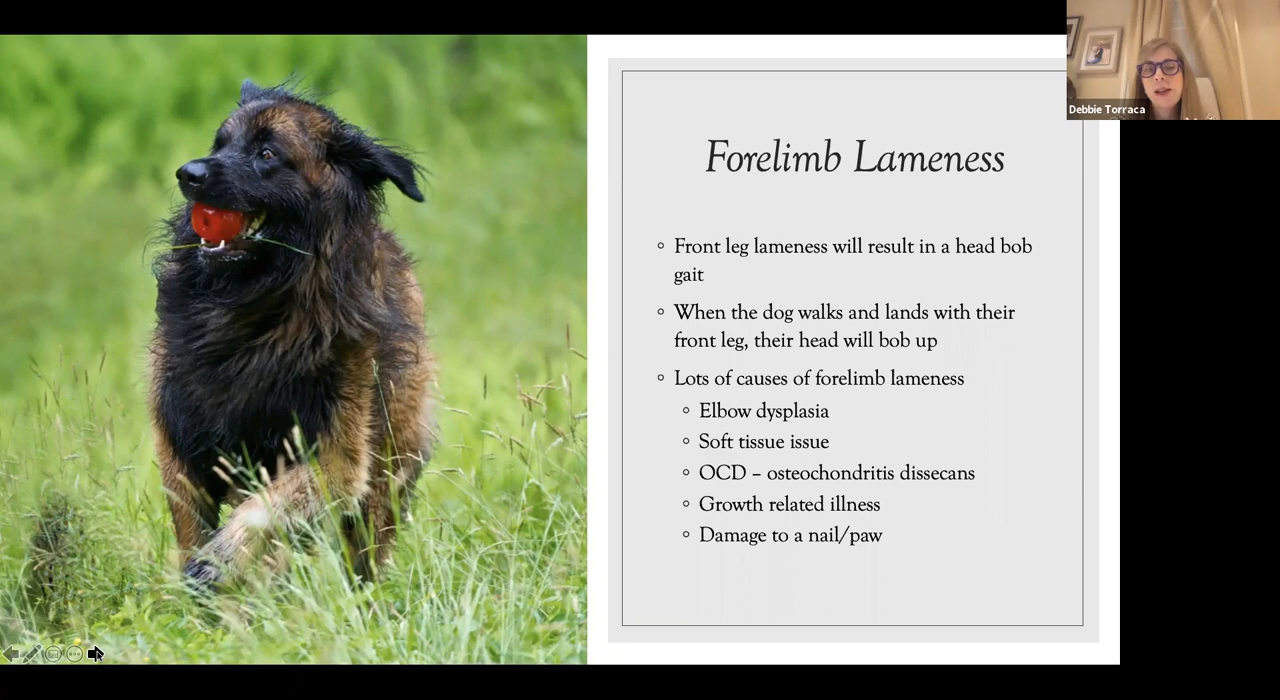 Debbie Torraca
Forelimb Lameness
Front leg lameness will result in a head bob
gait
When the dog walks and lands with their
front leg, their head will bob up
Lots of causes of forelimb lameness
Elbow dysplasia
Soft tissue issue
OCD – osteochondritis dissecans
Growth related illness
Damage to a nail/paw